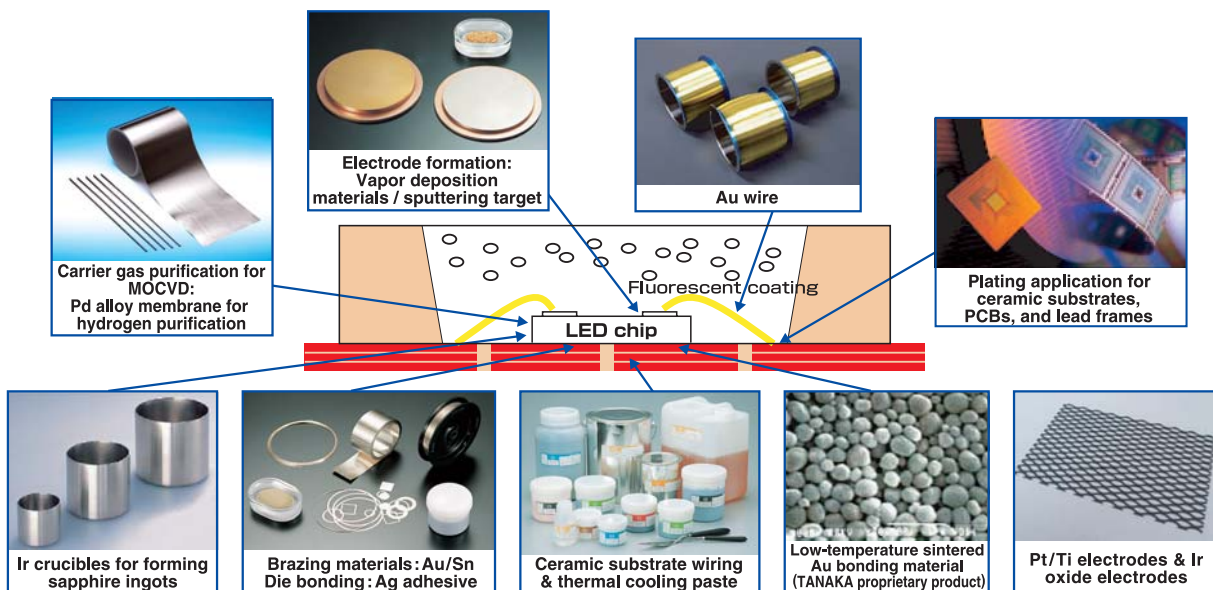 Electrode formation:
Vapor deposition
materials / sputtering target
Au wire
Carrier gas purification for
MOCVD:
Pd alloy membrane for
hydrogen purification
Plating application for
ceramic substrates,
PCBs, and lead frames
Fluorescent coating
LED chip
Ir crucibles for forming
sapphire ingots
Brazing materials : Au/Sn
Die bonding : Ag adhesive
Ceramic substrate wiring
& thermal cooling paste
Low-temperature sintered
Au bonding material
(TANAKA proprietary product)
Pt/Ti electrodes & Ir
oxide electrodes